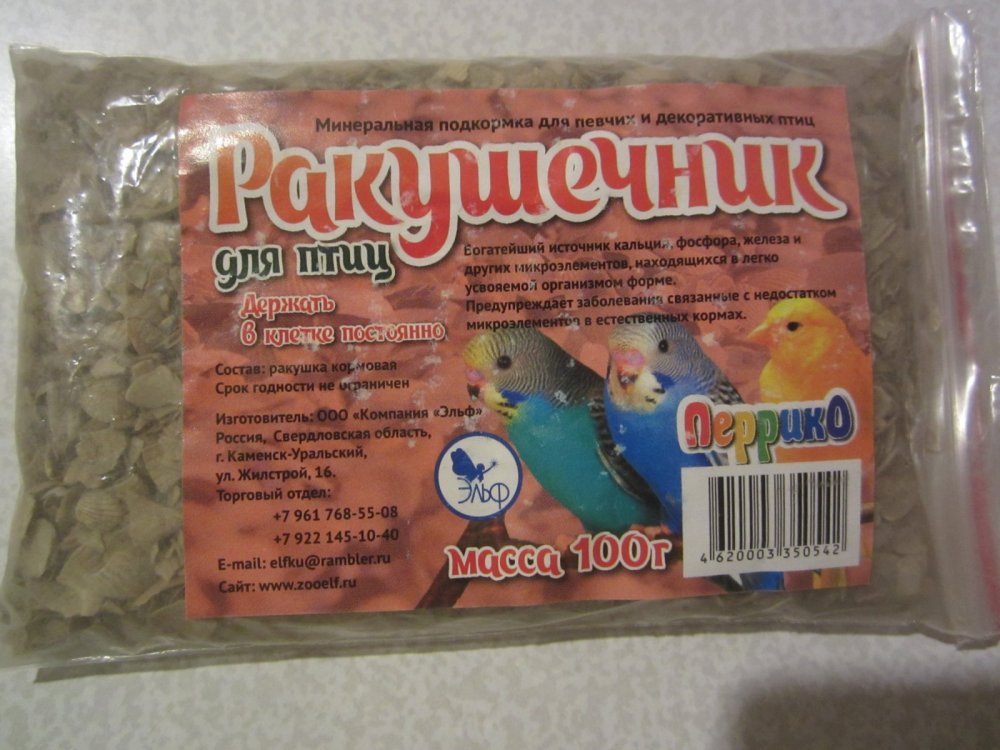 Минеральная подкормка для певчих и декоративных птиц
Ракушечник
для птиц
Держать
в клетке постоянно
Богатейший источник кальция, фосфора, железа и
других микроэлементов, находящихся в легко
усвояемой организмом форме.
Предупреждает заболевания связанные с недостатком
микроэлементов в естественных кормах.
Состав: ракушка кормовая
Срок годности не ограничен
Изготовитель: ООО «Компания «Эльф»
Россия, Свердловская область,
г. Каменск-Уральский,
ул. Жилстрой, 16.
Торговый отдел:
+7 961 768-55-08
+7 922 145-10-40
E-mail: elfku@rambler.ru
Сайт: www.zooelf.ru
Эльф
масса 100г
Перрико
4 620003 350542